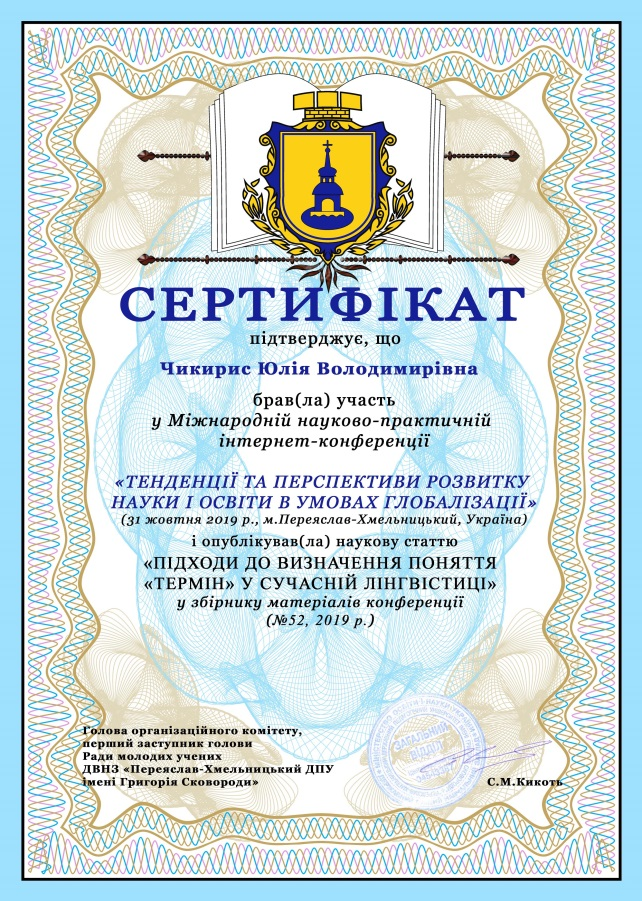 СЕРТИФІКАТ
підтверджує, що
Чикирис Юлія Володимирівна
брав(ла) участь
у Міжнародній науково-практичній
інтернет-конференції
«ТЕНДЕНЦІЇ ТА ПЕРСПЕКТИВИ РОЗВИТКУ
НАУКИ І ОСВІТИ В УМОВАХ ГЛОБАЛІЗАЦІЇ»
(31 жовтня 2019 р., м.Переяслав-Хмельницький, Україна)
і опублікував(ла) наукову статтю
«ПІДХОДИ ДО ВИЗНАЧЕННЯ ПОНЯТТЯ
«ТЕРМІН» У СУЧАСНІЙ ЛІНГВІСТИЦІ»
у збірнику матеріалів конференції
(№52, 2019 р.)
Голова організаційного комітету,
перший заступник голови
Ради молодих учених
ДВНЗ «Переяслав-Хмельницький ДПУ
імені Григорія Сковороди»
С.М.Кикоть
ЗАГАЛЬНИЙ
ВІДДІЛ